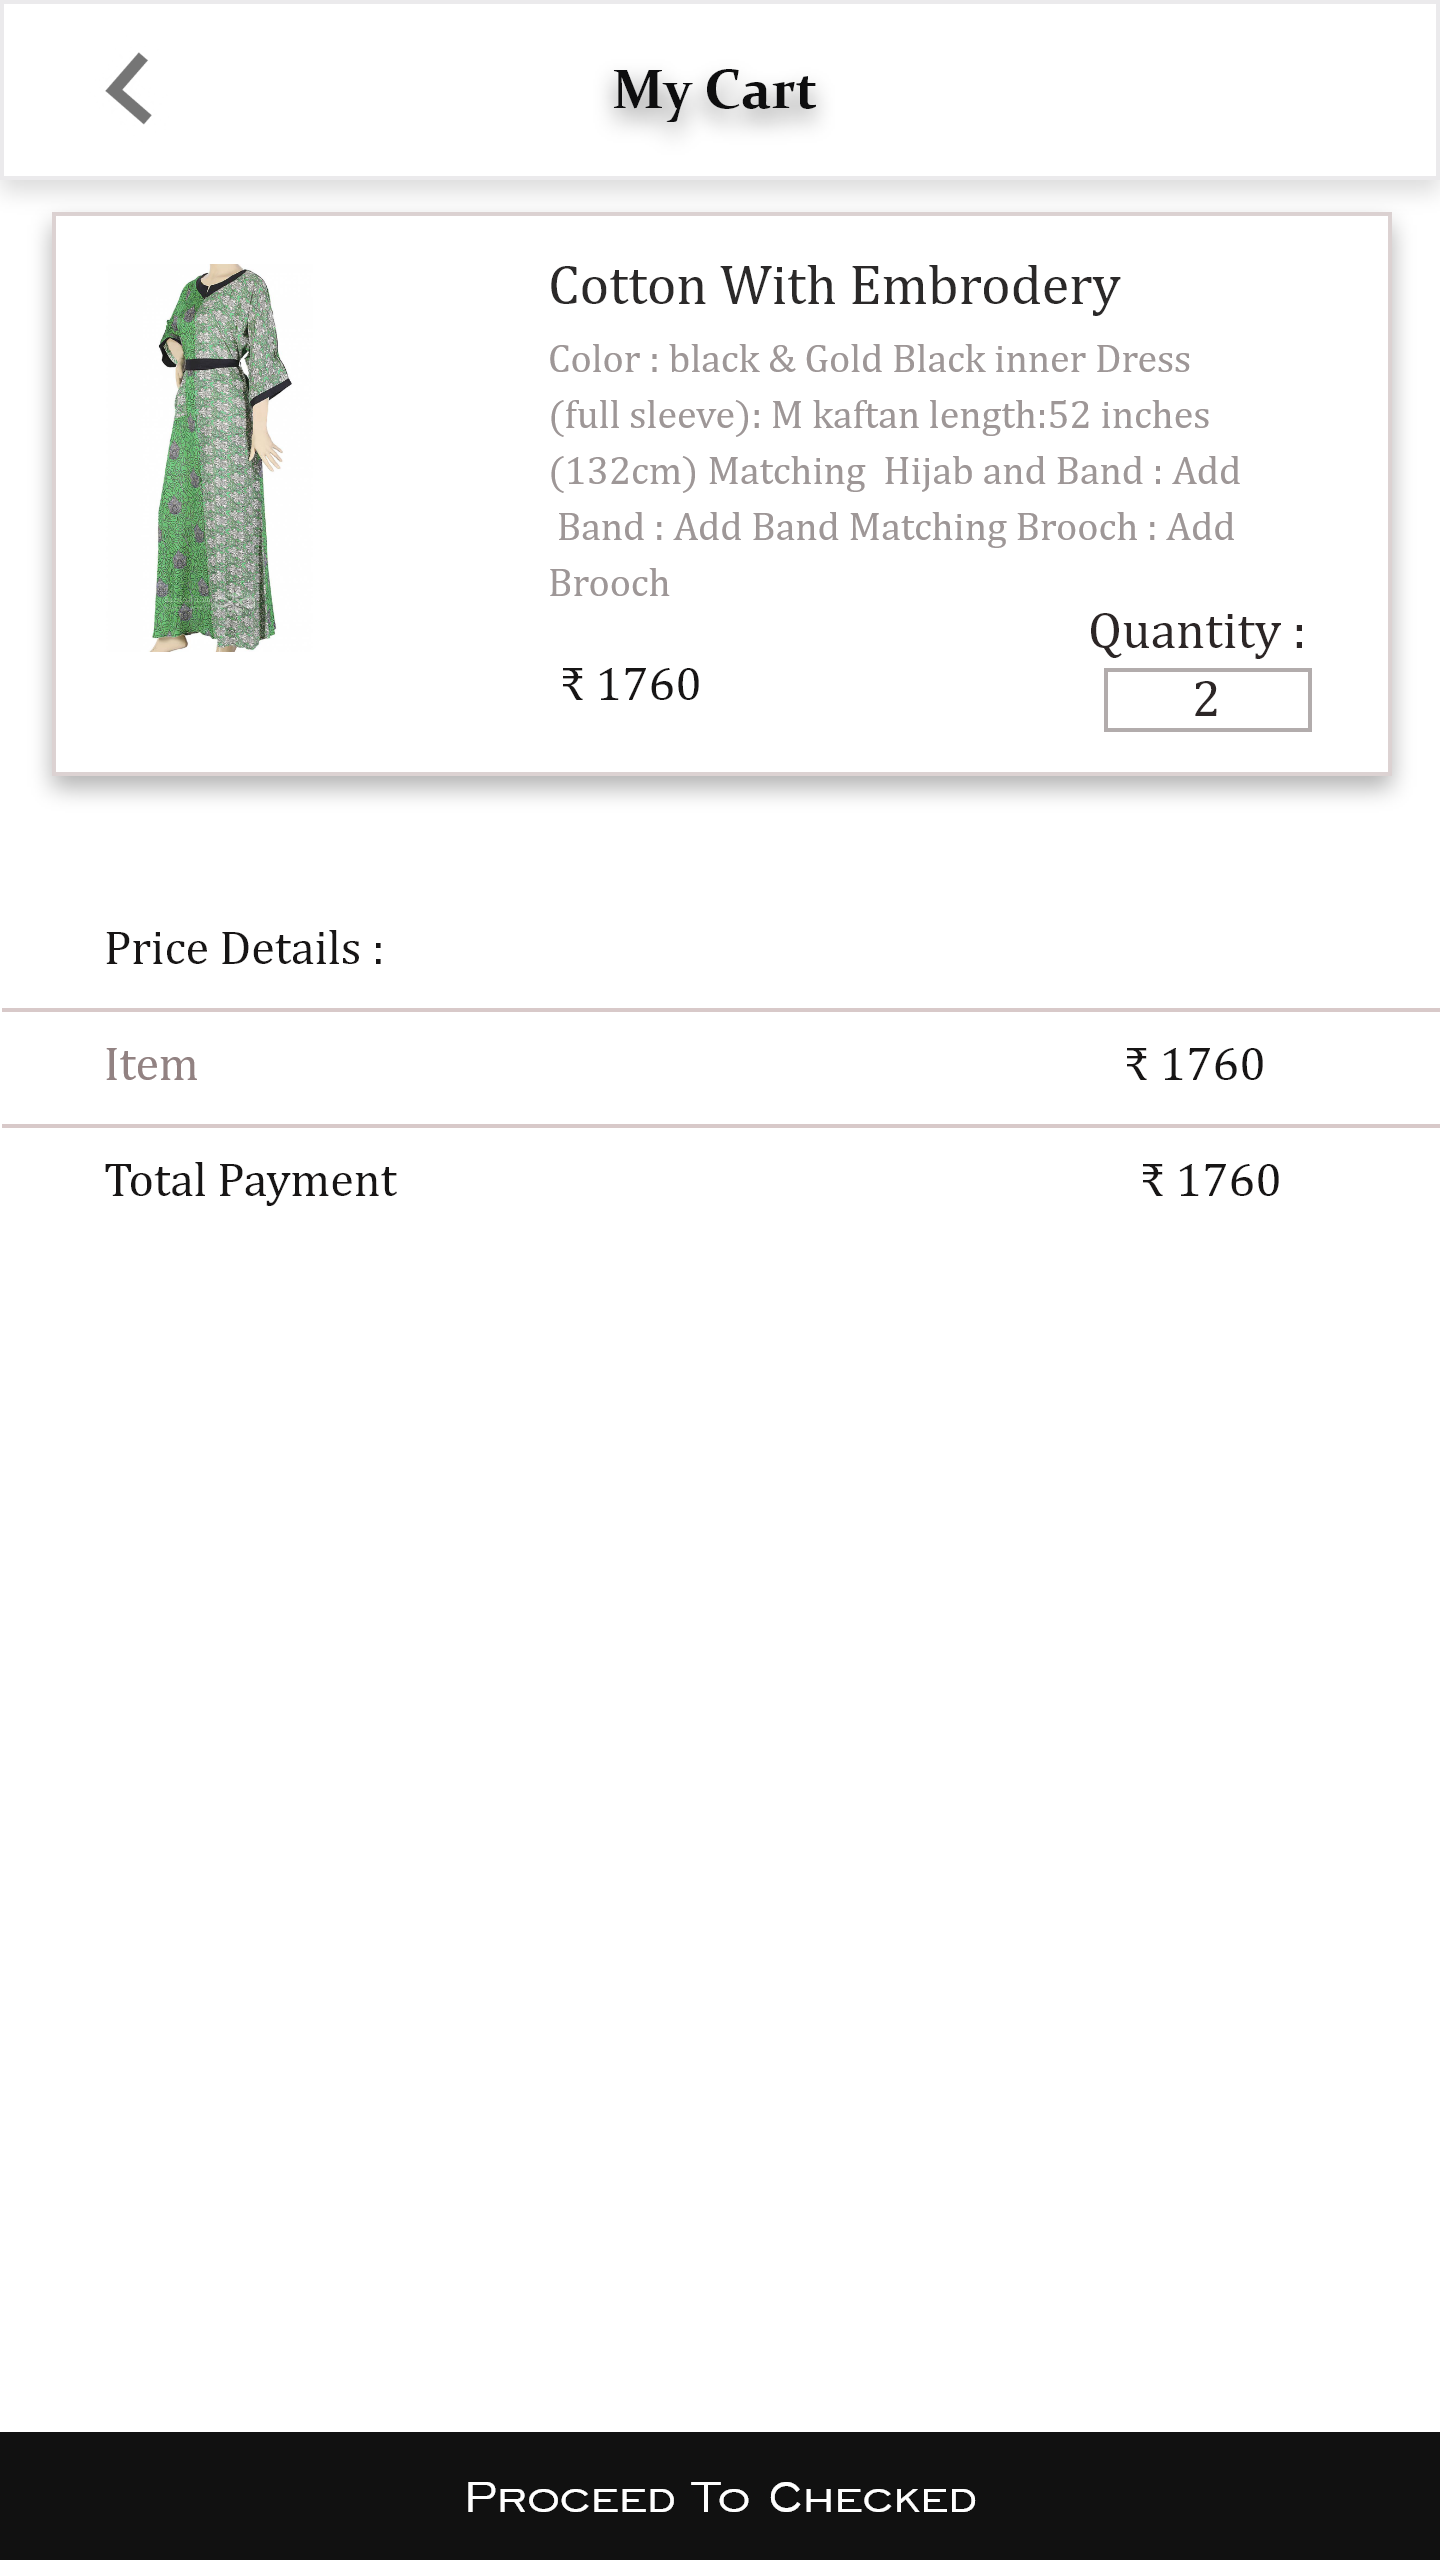 My Cart
Cotton With Embrodery
Color : black & Gold Black inner Dress
(full sleeve): M kaftan length:52 inches
(132cm) Matching  Hijab and Band : Add
Band : Add Band Matching Brooch : Add
Brooch
Quantity :
₹ 1760
2
Price Details :
Item ₹ 1760
Total Payment ₹ 1760
Proceed To Checked